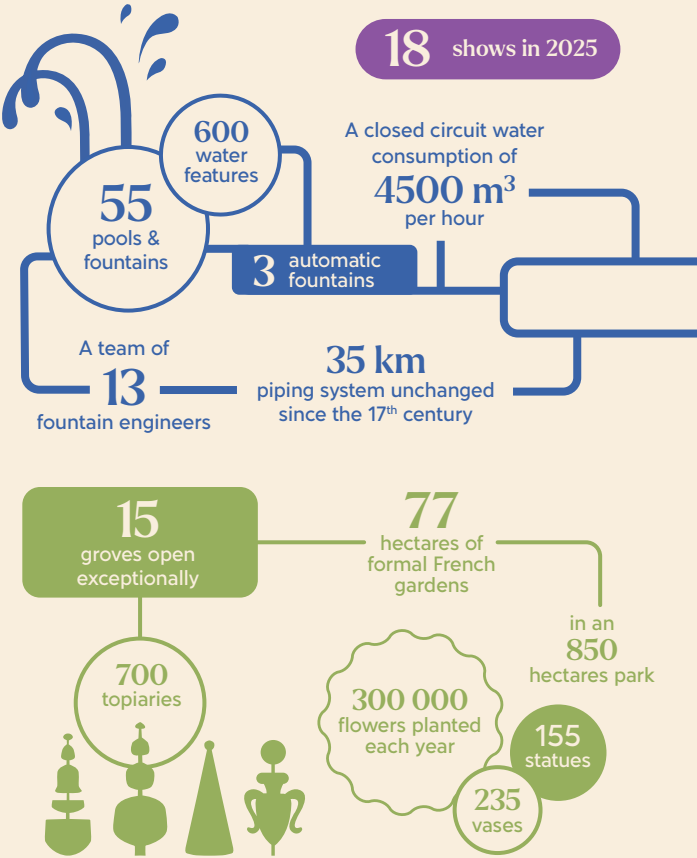 18 shows in 2025
600
water
features
55
pools &
fountains
A closed circuit water
consumption of
4500 m³
per hour
3 automatic
fountains
A team of
13
fountain engineers
35 km
piping system unchanged
since the 17th century
15
groves open
exceptionally
77
hectares of
formal French
gardens
in an
850
hectares park
700
topiaries
300 000
flowers planted
each year
155
statues
235
vases